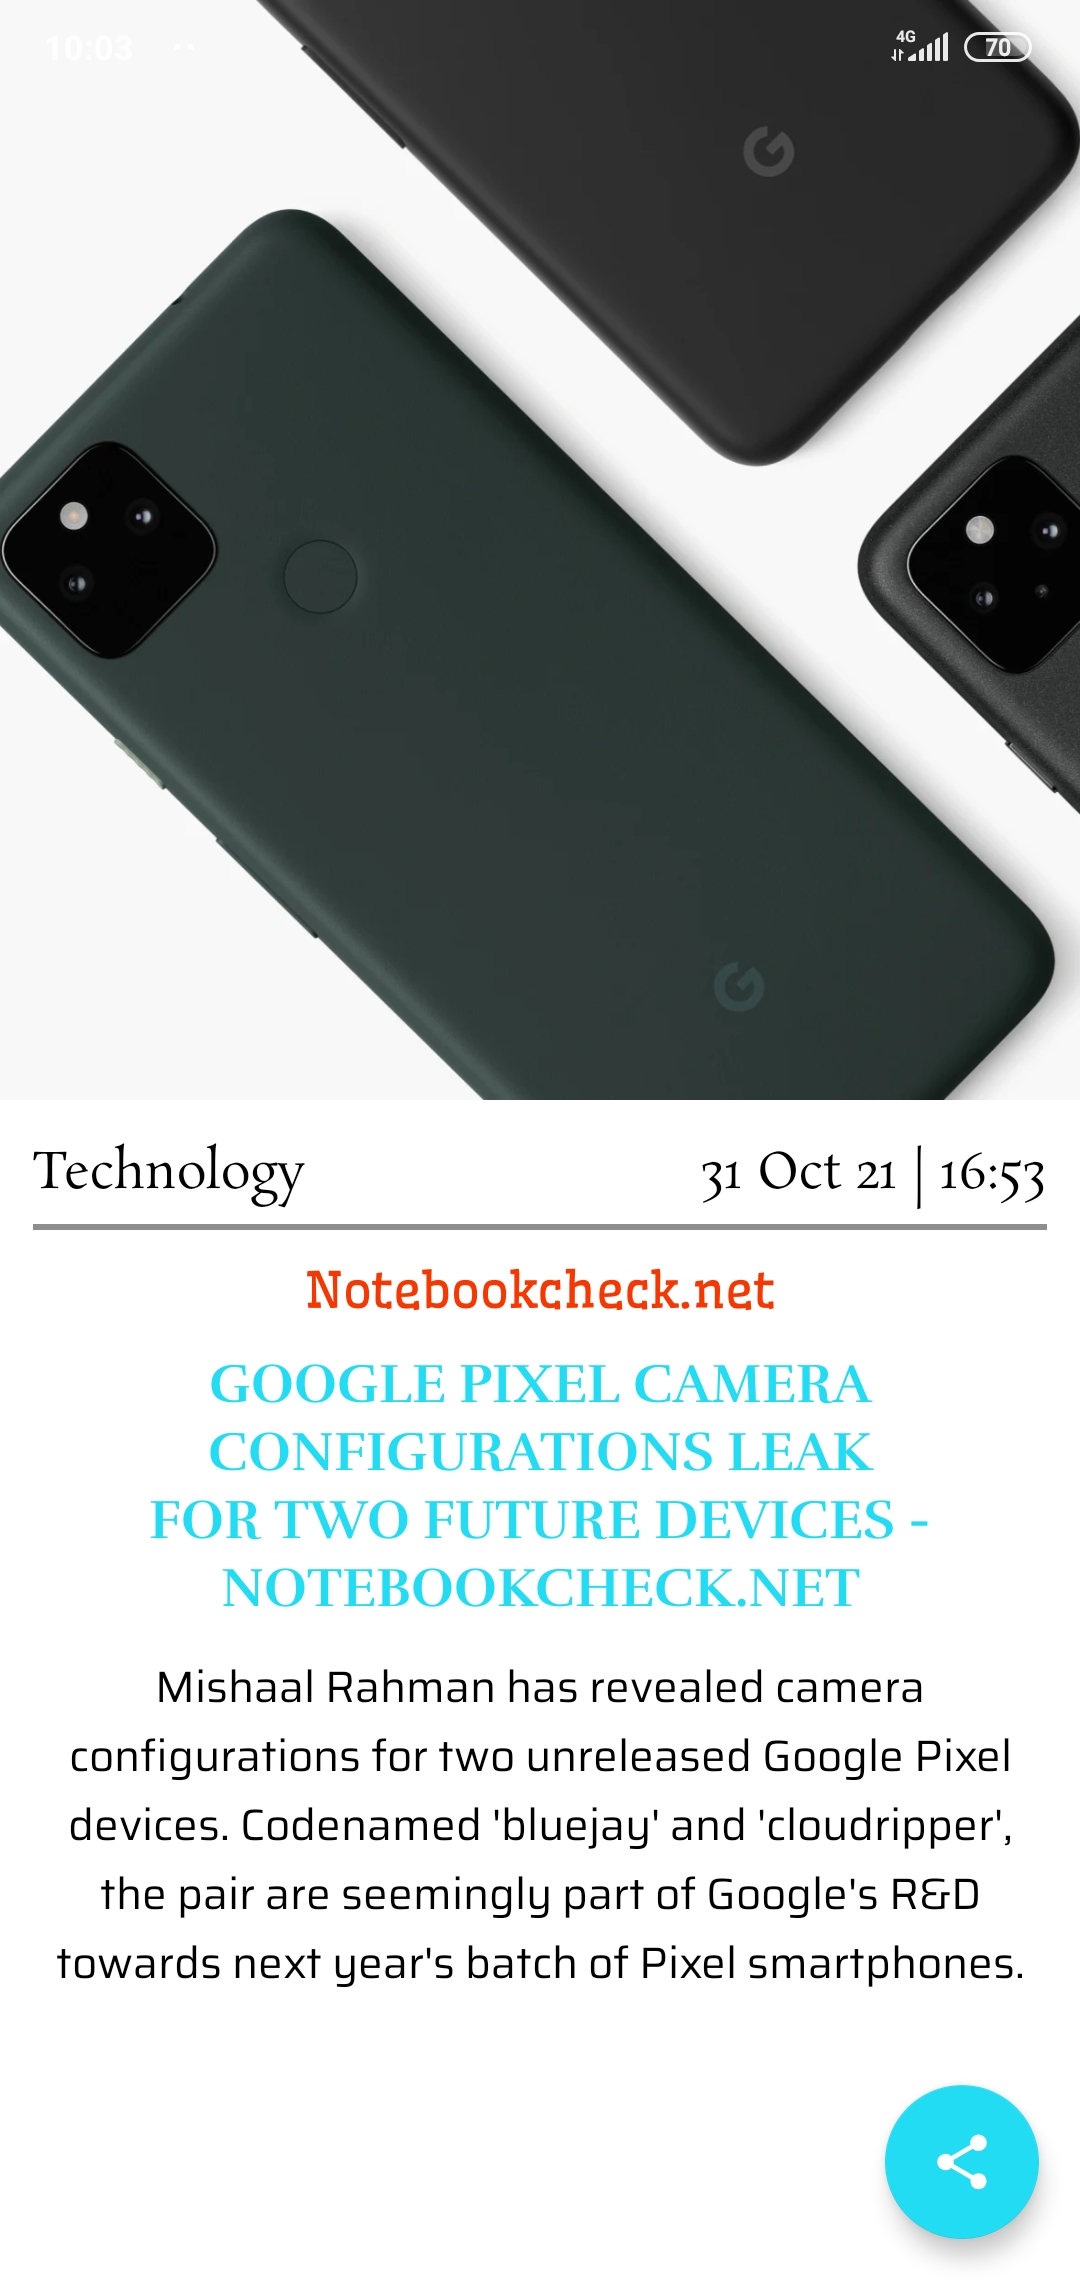 10:03
4G
70
Technology
31 Oct 21 | 16:53
Notebookcheck.net
GOOGLE PIXEL CAMERA
CONFIGURATIONS LEAK
FOR TWO FUTURE DEVICES -
NOTEBOOKCHECK.NET
Mishaal Rahman has revealed camera
configurations for two unreleased Google Pixel
devices. Codenamed 'bluejay' and 'cloudripper',
the pair are seemingly part of Google's R&D
towards next year's batch of Pixel smartphones.